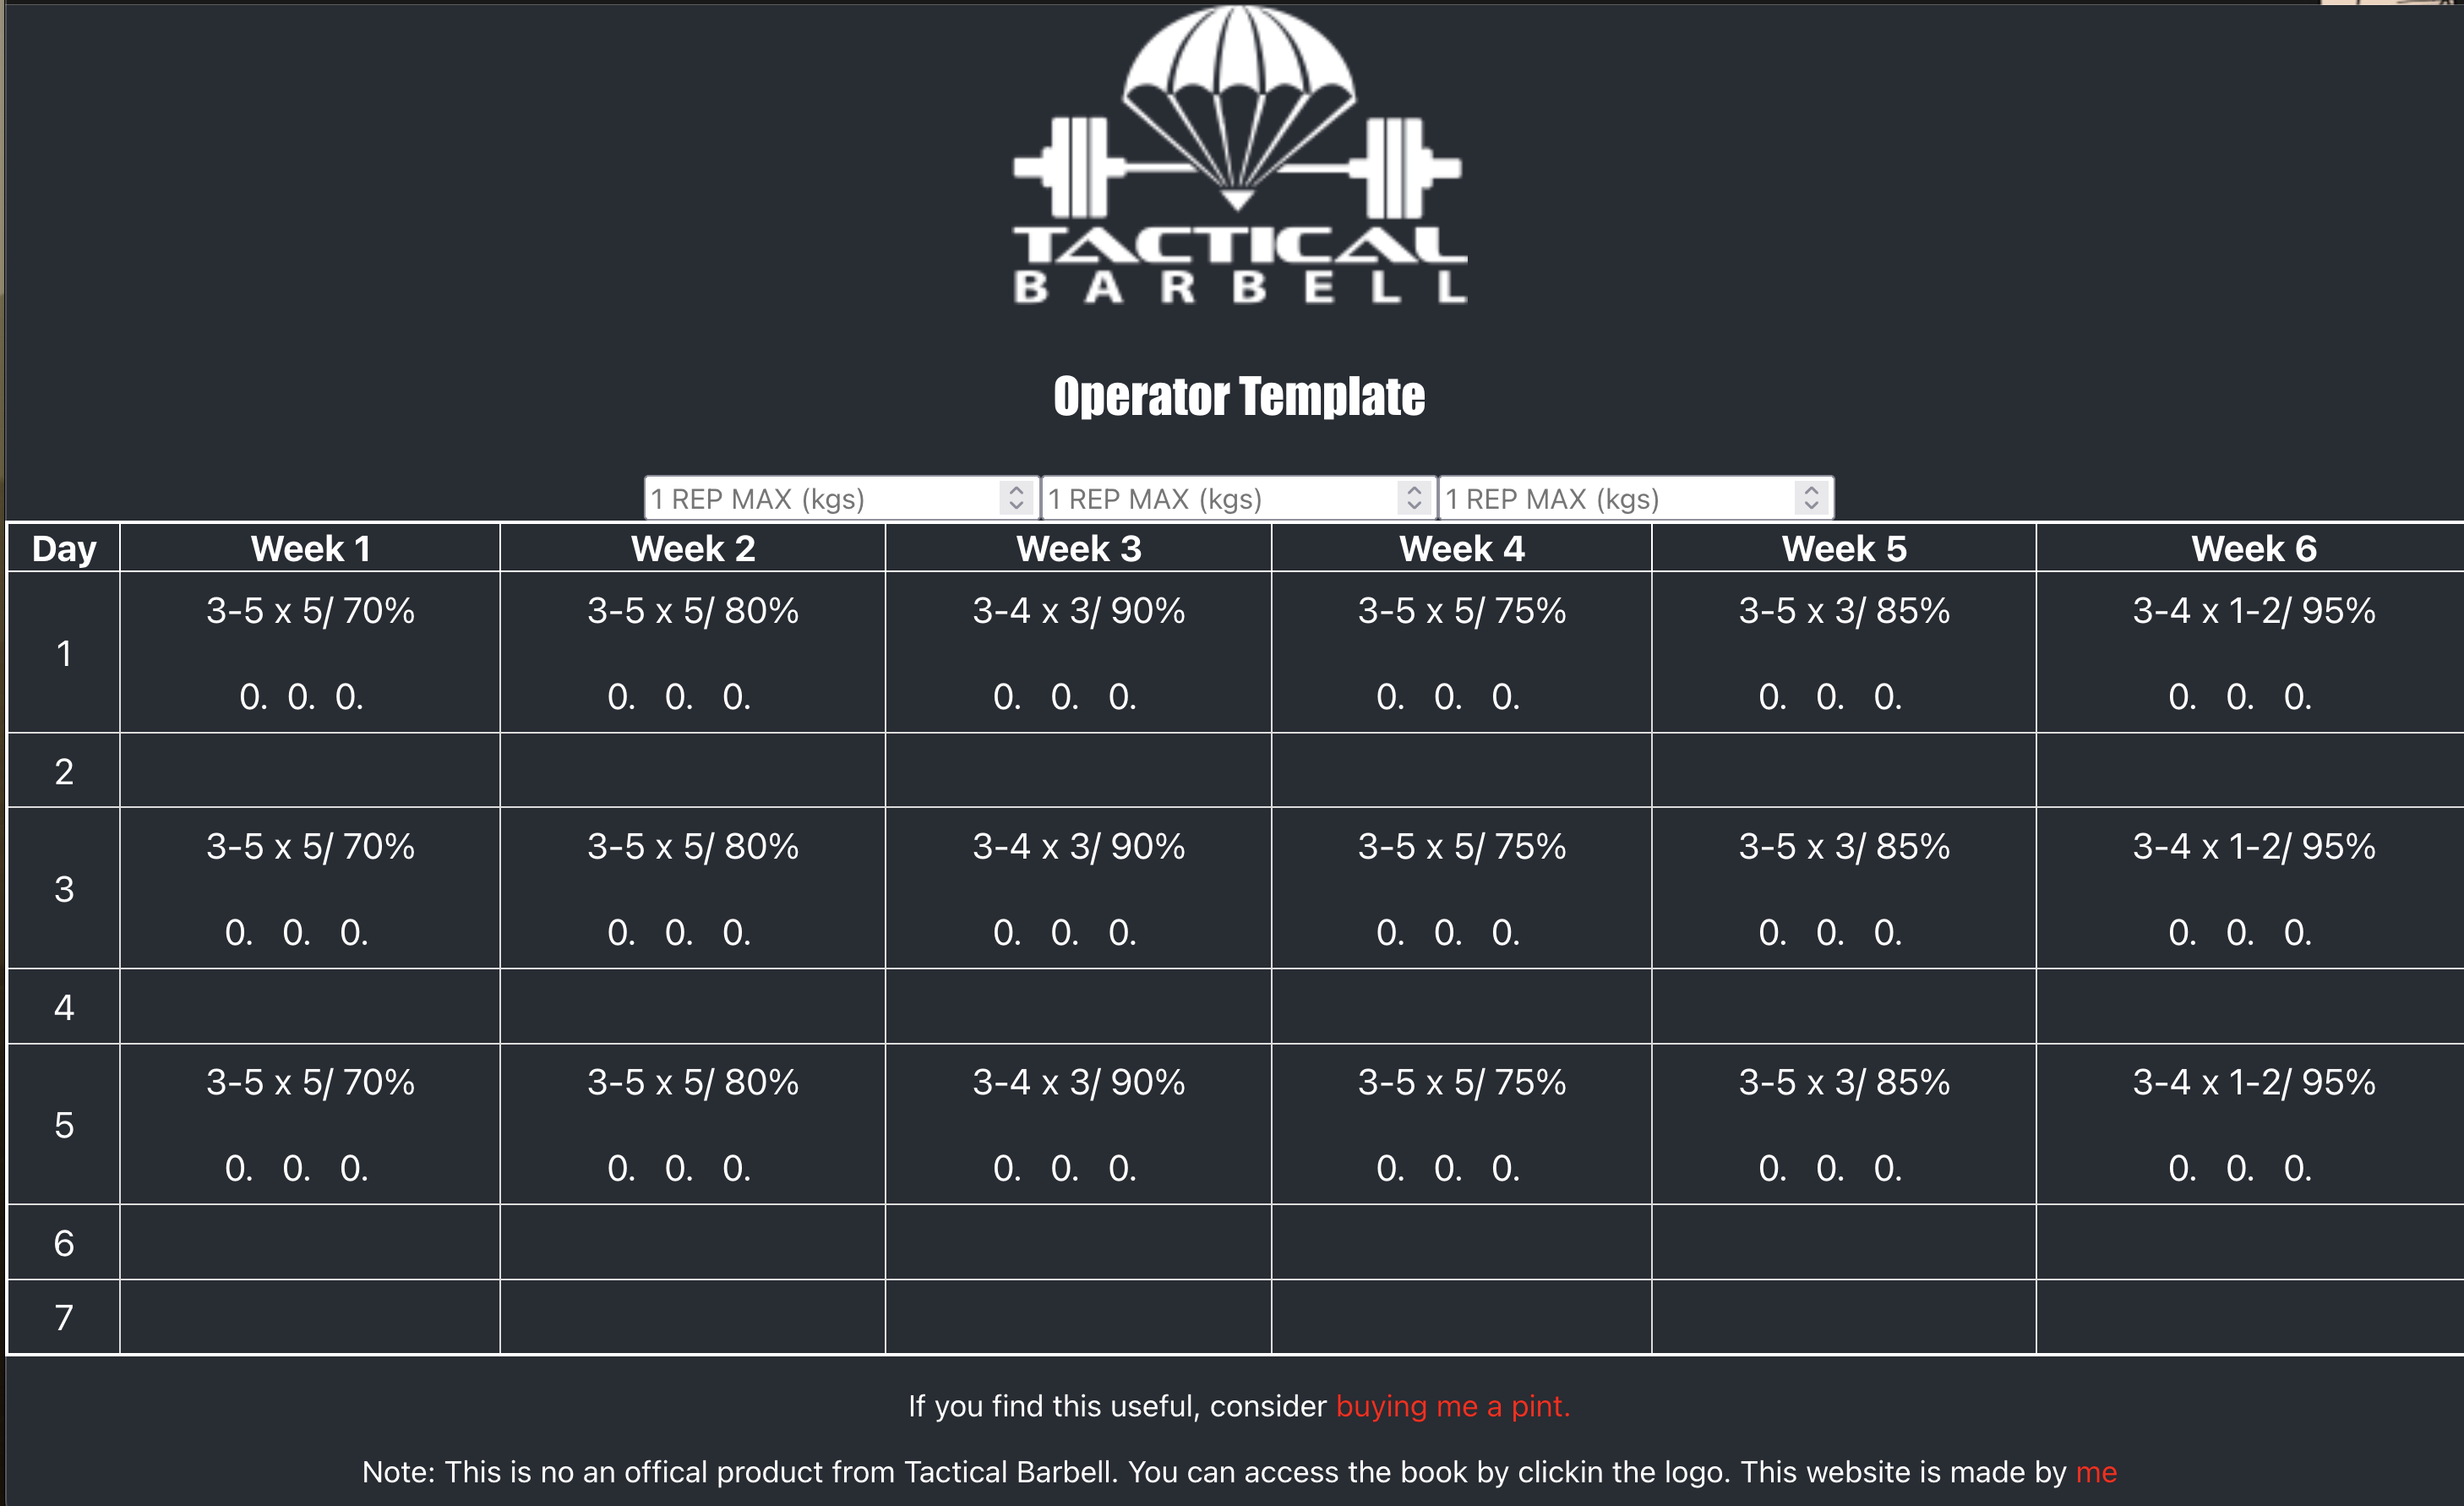 TACTICAL
BARBELL
Operator Template
1 REP MAX (kgs) 1 REP MAX (kgs) 1 REP MAX (kgs)
Day Week 1 Week 2 Week 3 Week 4 Week 5 Week 6
1
3-5 x 5/ 70% 3-5 x 5/ 80% 3-4 x 3/ 90% 3-5 x 5/ 75% 3-5 x 3/ 85% 3-4 x 1-2/ 95%
0. 0. 0. 0. 0. 0. 0. 0. 0. 0. 0. 0. 0. 0. 0. 0. 0. 0.
2
3
3-5 x 5/ 70% 3-5 x 5/ 80% 3-4 x 3/ 90% 3-5 x 5/ 75% 3-5 x 3/ 85% 3-4 x 1-2/ 95%
0. 0. 0. 0. 0. 0. 0. 0. 0. 0. 0. 0. 0. 0. 0. 0. 0. 0.
4
5
3-5 x 5/ 70% 3-5 x 5/ 80% 3-4 x 3/ 90% 3-5 x 5/ 75% 3-5 x 3/ 85% 3-4 x 1-2/ 95%
0. 0. 0. 0. 0. 0. 0. 0. 0. 0. 0. 0. 0. 0. 0. 0. 0. 0.
6
7
If you find this useful, consider buying me a pint.
Note: This is no an offical product from Tactical Barbell. You can access the book by clickin the logo. This website is made by me